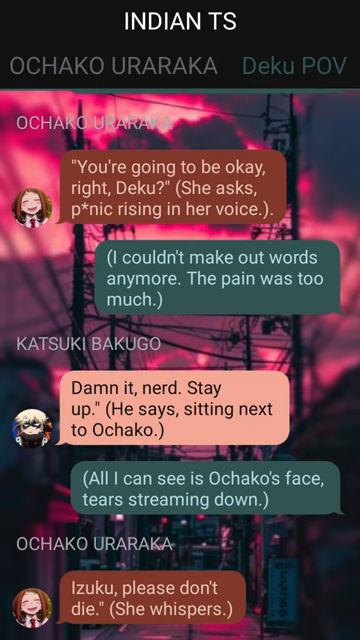 INDIAN TS
OCHAKO URARAKA Deku POV
OCHAKO URARAKA
"You're going to be okay,
right, Deku?" (She asks,
p*nic rising in her voice.).
(I couldn't make out words
anymore. The pain was too
much.)
KATSUKI BAKUGO
Damn it, nerd. Stay
up." (He says, sitting next
to Ochako.)
(All I can see is Ochako's face,
tears streaming down.)
OCHAKO URARAKA
Izuku, please don't
die." (She whispers.)